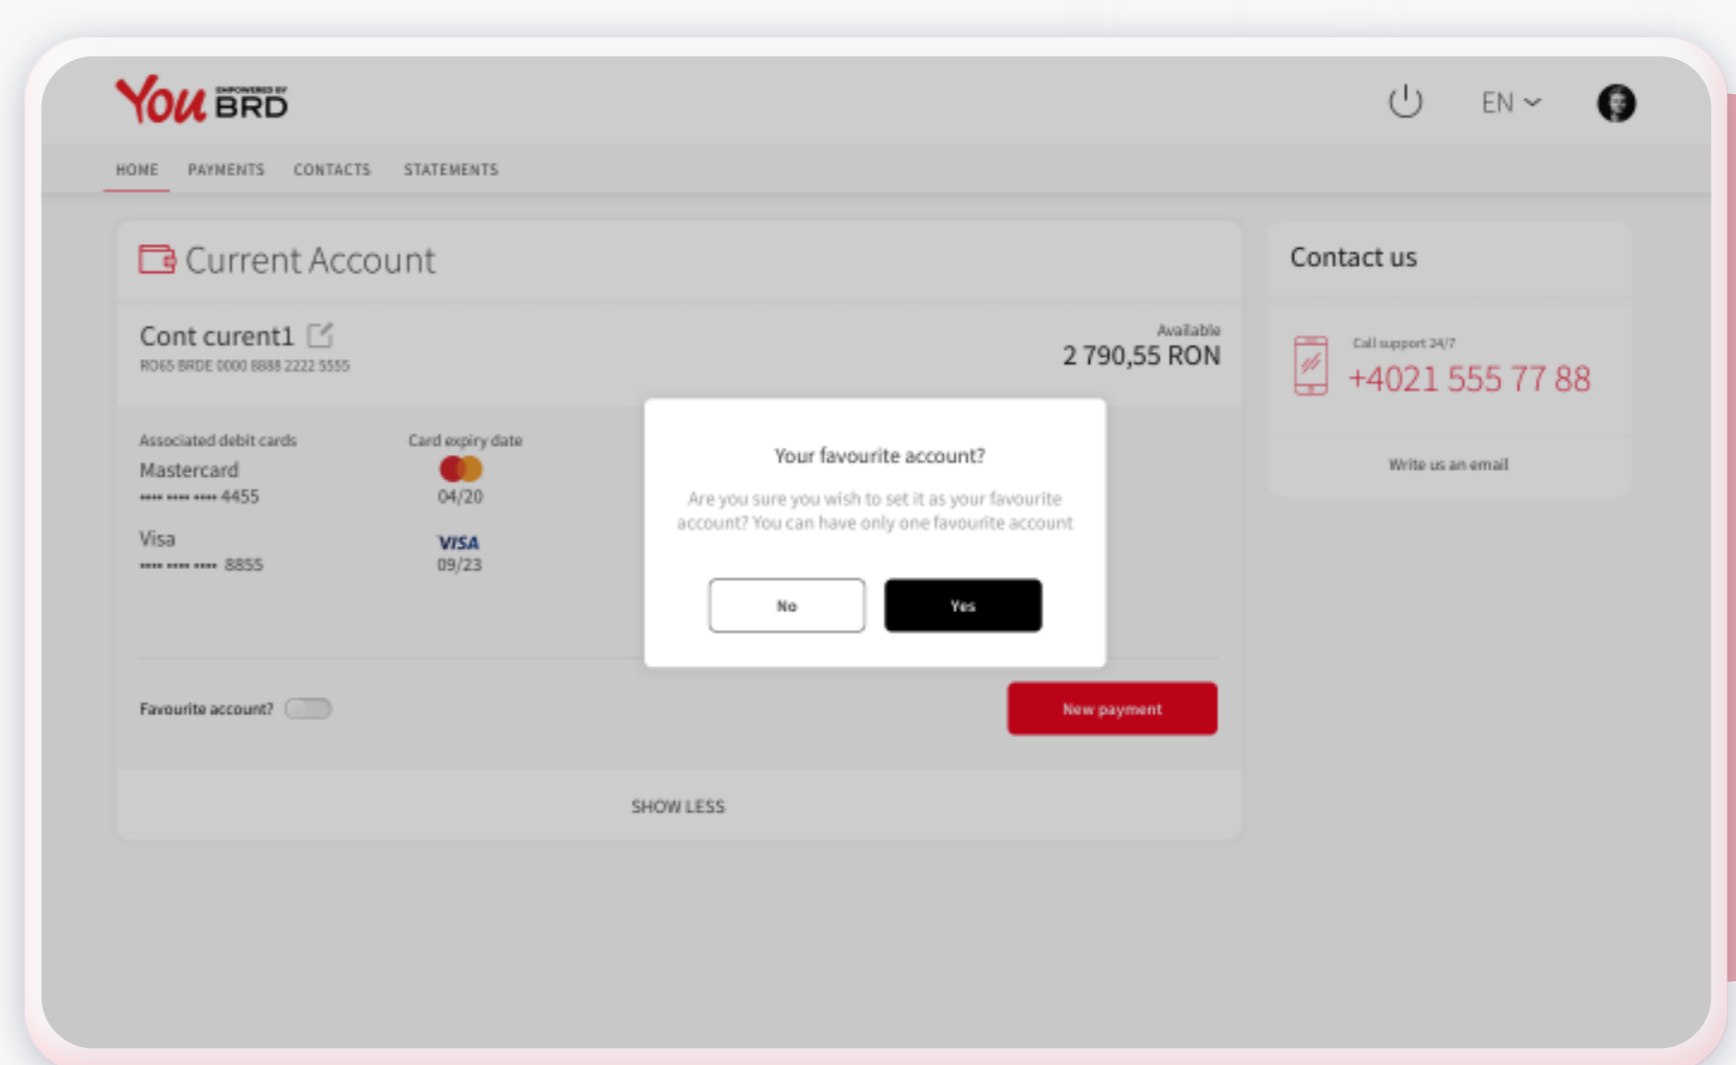 You EMPOWERED BY
BRD
EN
HOME PAYMENTS CONTACTS STATEMENTS
Current Account
Cont curent1
RO65 BRDE 0000 8888 2222 5555
Available
2 790,55 RON
Associated debit cards
Card expiry date
Mastercard
•••• •••• •••• 4455
04/20
Visa
VISA
•••• •••• •••• 8855
09/23
Your favourite account?
Are you sure you wish to set it as your favourite
account? You can have only one favourite account
No
Yes
Favourite account?
New payment
SHOW LESS
Contact us
Call support 24/7
+4021 555 77 88
Write us an email